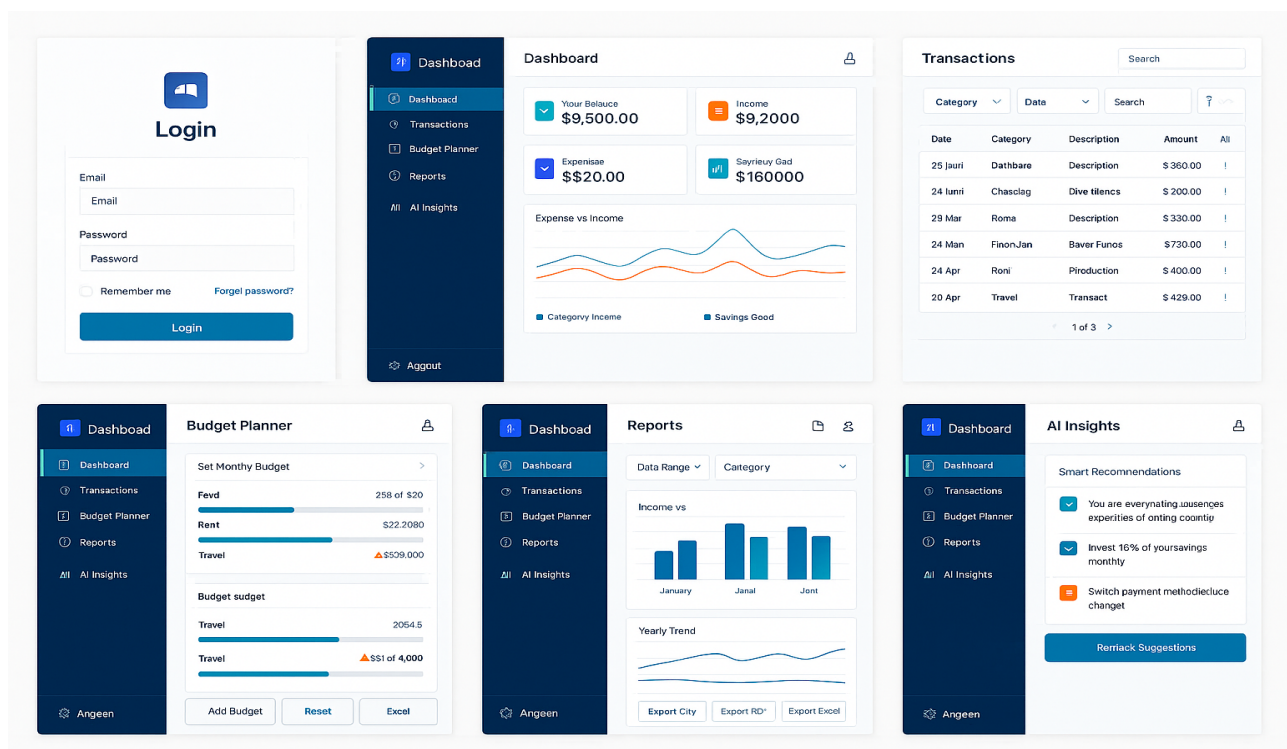 Login
Email
Email
Password
Password
Remember me
Forgel password?
Login
Dashboad
Dashboard
Transactions
Budget Planner
Reports
AI Insights
Aggout
Dashboard
Your Belauce
$9,500.00
Income
$9,2000
Expenisae
$$20.00
Sayrieuy Gad
$160000
Expense vs Income
Categorvy Income
Savings Good
Transactions
Search
Category
Data
Search
Date Category Description Amount All
25 Jauri Dathbare Description $360.00
24 Iunri Chasclag Dive tilencs $ 200.00
29 Mar Roma Description $ 330.00
24 Man FinonJan Baver Funos $730.00
24 Apr Roni Piroduction $ 400.00
20 Apr Travel Transact $ 429.00
1 of 3
Dashboad
Dashboard
Transactions
Budget Planner
Reports
AI Insights
Angeen
Budget Planner
Set Monthy Budget
Fevd 258 of $20
Rent $22.2080
Travel $509.000
Budget sudget
Travel 2054.5
Travel $$1 of 4,000
Add Budget
Reset
Excel
Dashboad
Dashboard
Transactions
Budget Planner
Reports
AI Insights
Angeen
Reports
Data Range
Category
Income vs
January Janal Jont
Yearly Trend
Export City
Export RD"
Export Excel
Dashboard
Dashhoard
Transactions
Budget Planner
Reports
AI Insights
Angeen
AI Insights
Smart Recomnendations
You are everynating
experities of onting
Invest 16% of yoursavings
monthly
Switch payment methodieɗluce
changet
Rerriack Suggestions